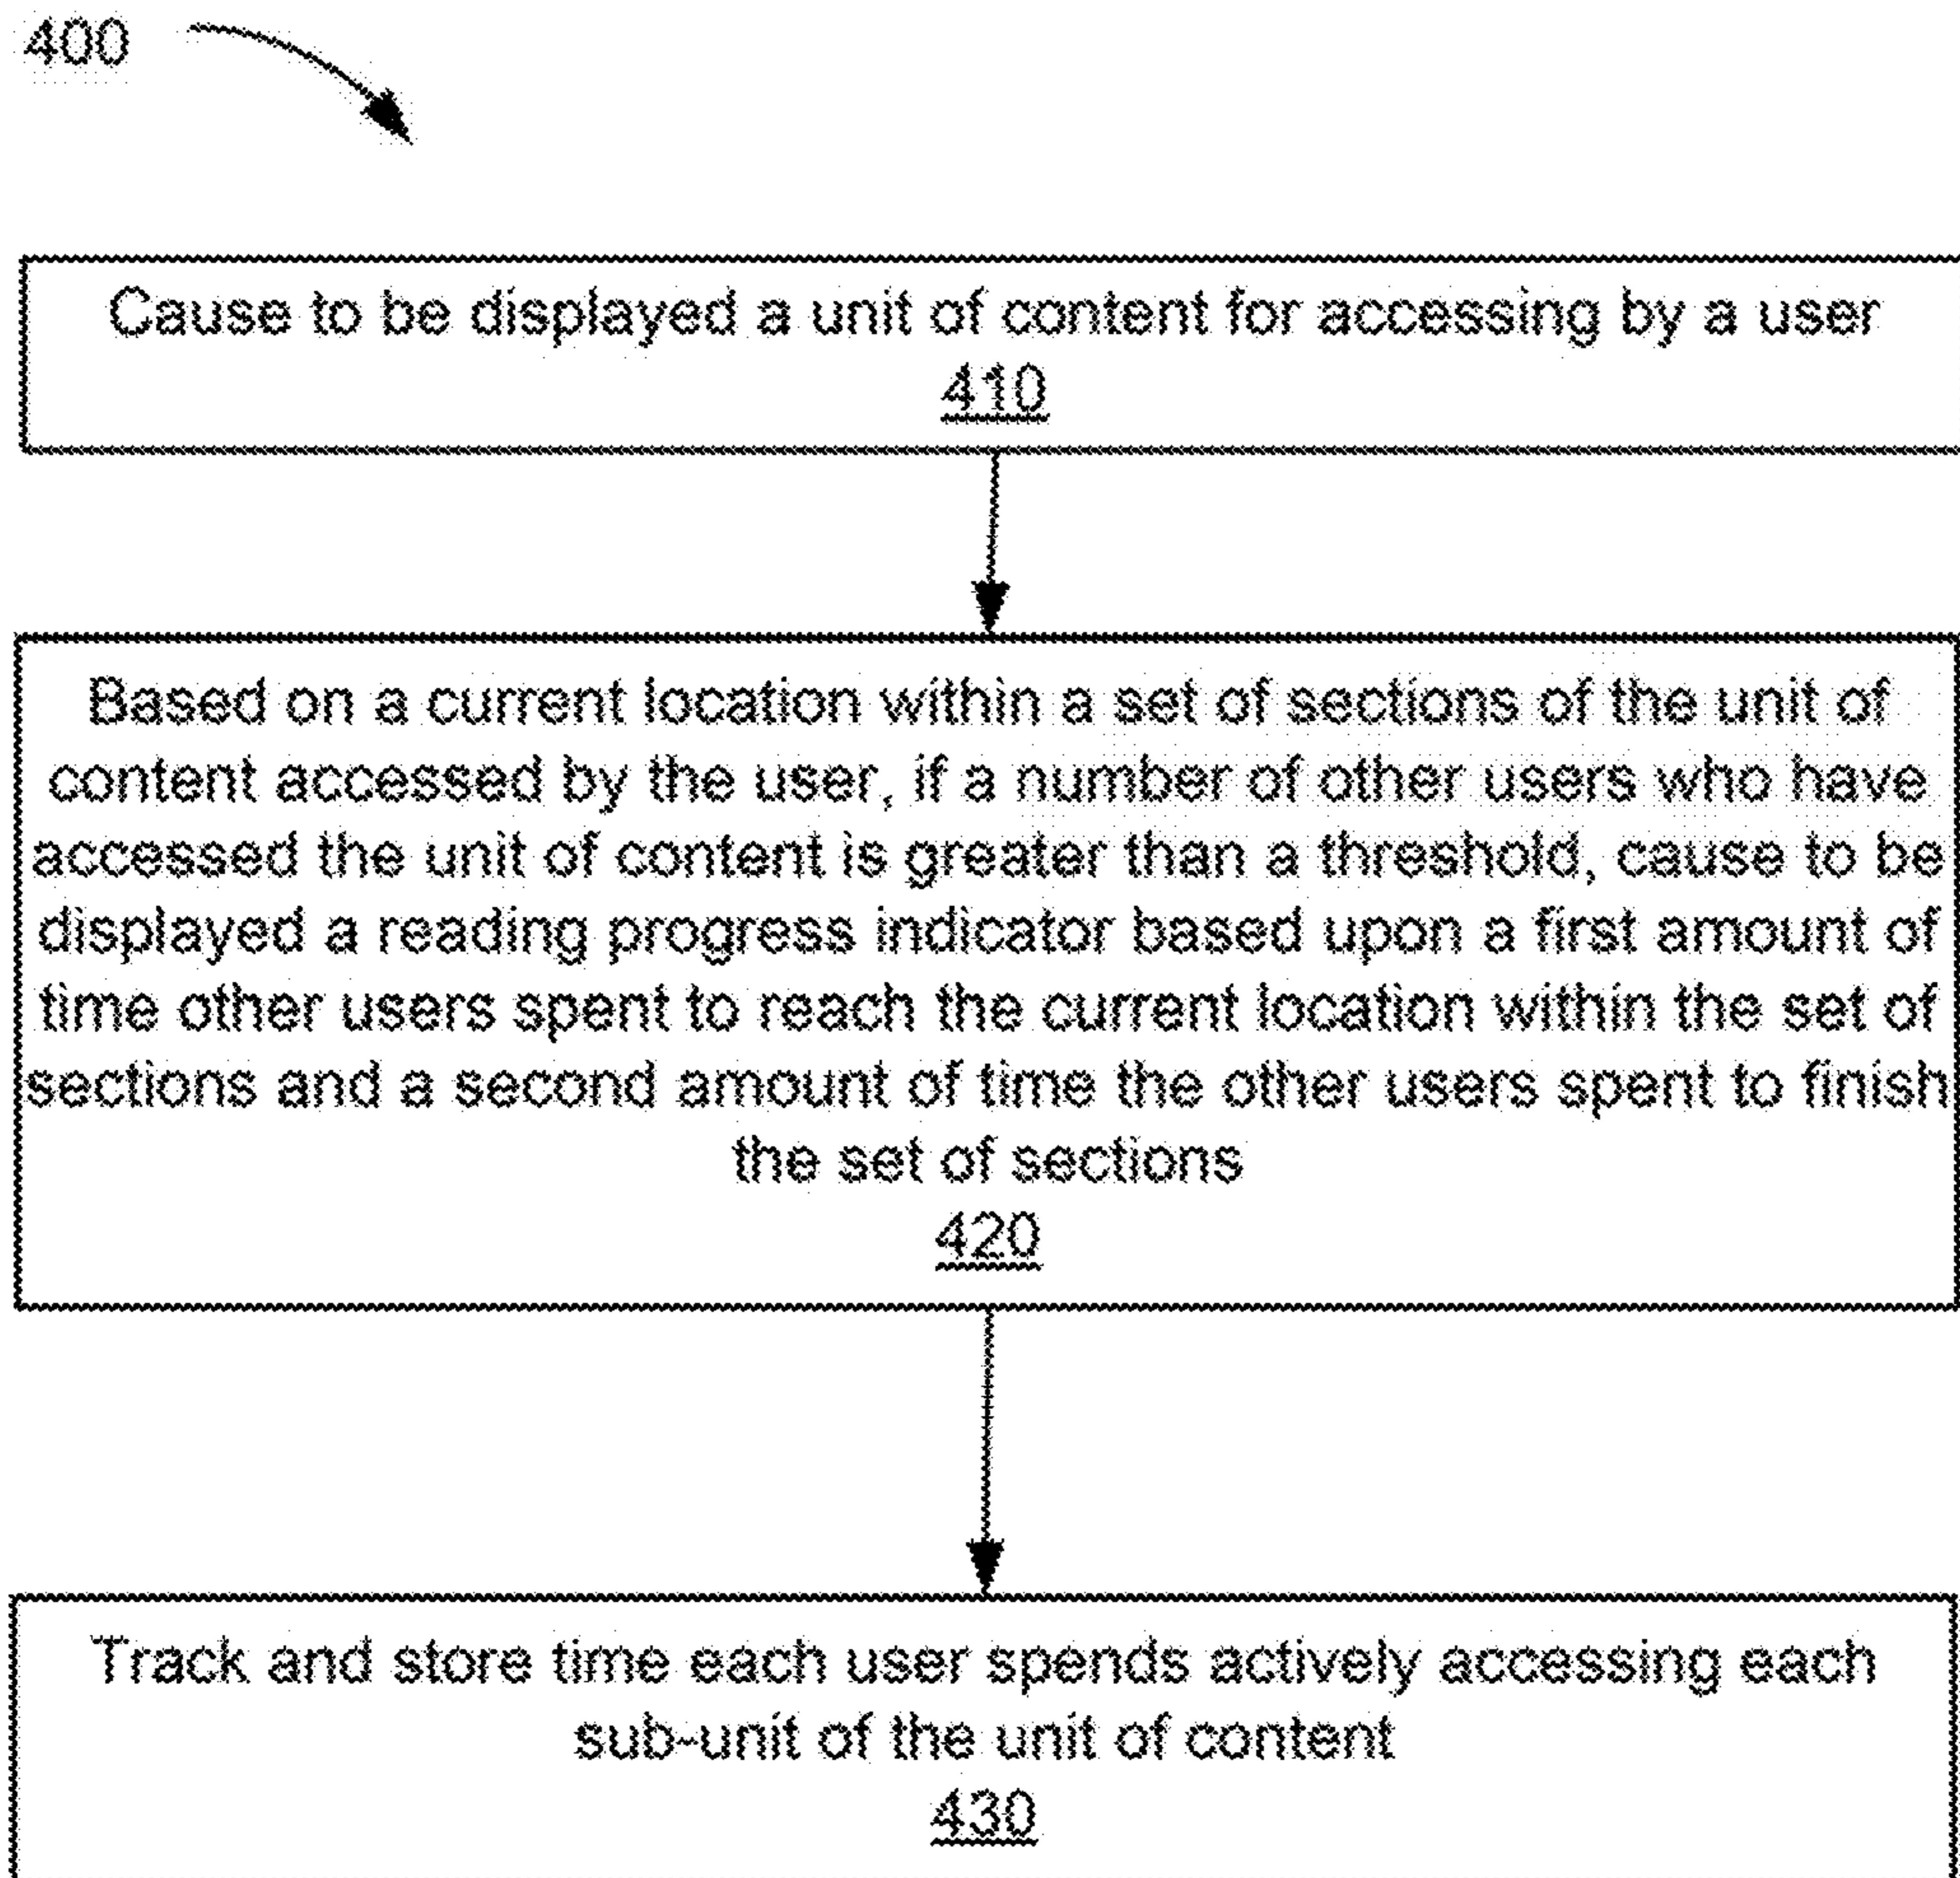 400
Cause to be displayed a unit of content for accessing by a user
410
Based on a current location within a set of sections of the unit of
content accessed by the user, if a number of other users who have
accessed the unit of content is greater than a threshold, cause to be
displayed a reading progress indicator based upon a first amount of
time other users spent to reach the current location within the set of
sections and a second amount of time the other users spent to finish
the set of sections
420
Track and store time each user spends actively accessing each
sub-unit of the unit of content
430